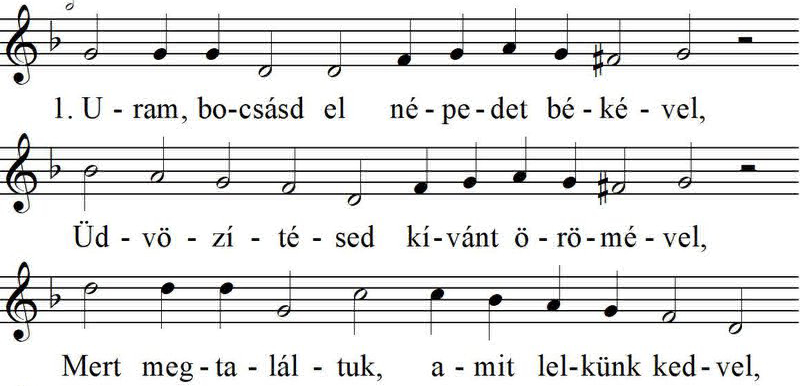 1. U - ram, bo-csásd el né - pe - det bé - ké - vel,
Üd - vö - zí - té - sed kí-vánt ö - rö-mé - vel,
Mert meg - ta - lál - tuk, a - mit lel-künk ked-vel,